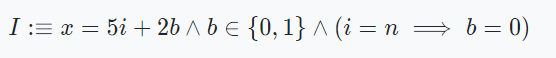 I :≡ x = 5i + 2b ∧ b ∈ {0, 1} ∧ (i = n ⟹ b = 0)